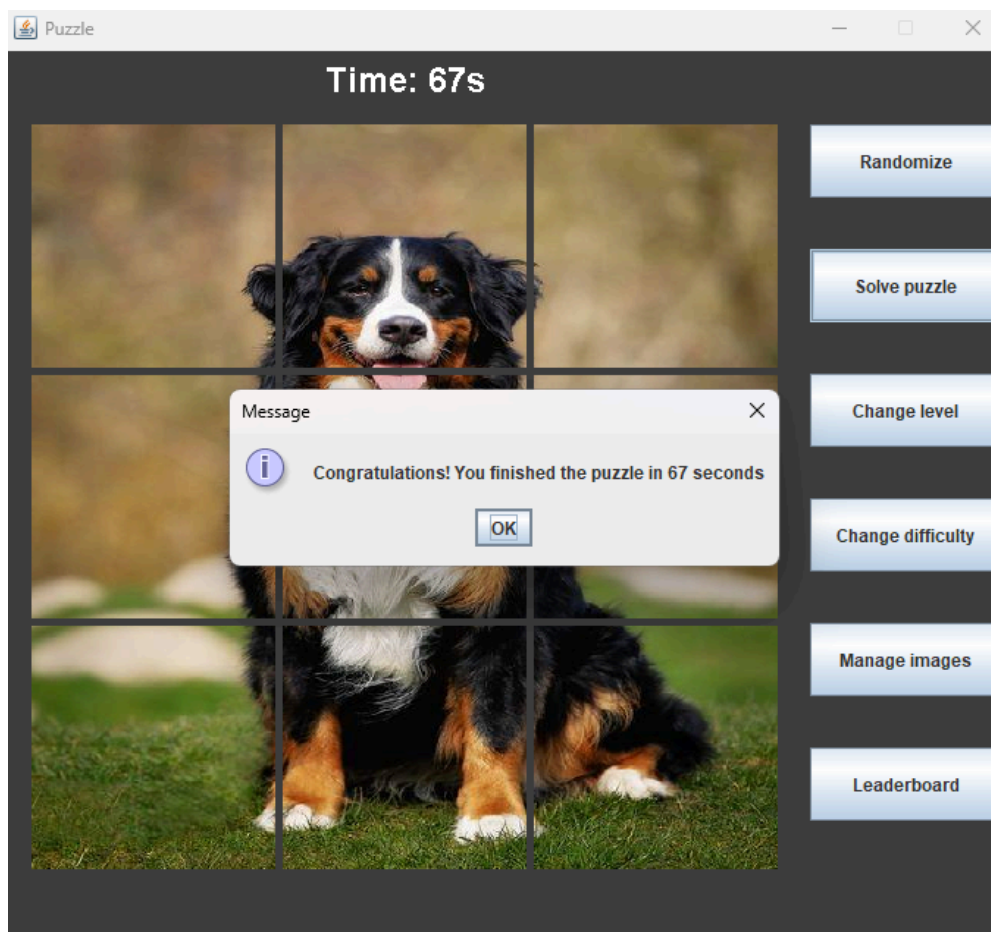 Puzzle
Time: 67s
Randomize
Solve puzzle
Change level
Message
Congratulations! You finished the puzzle in 67 seconds
OK
Change difficulty
Manage images
Leaderboard